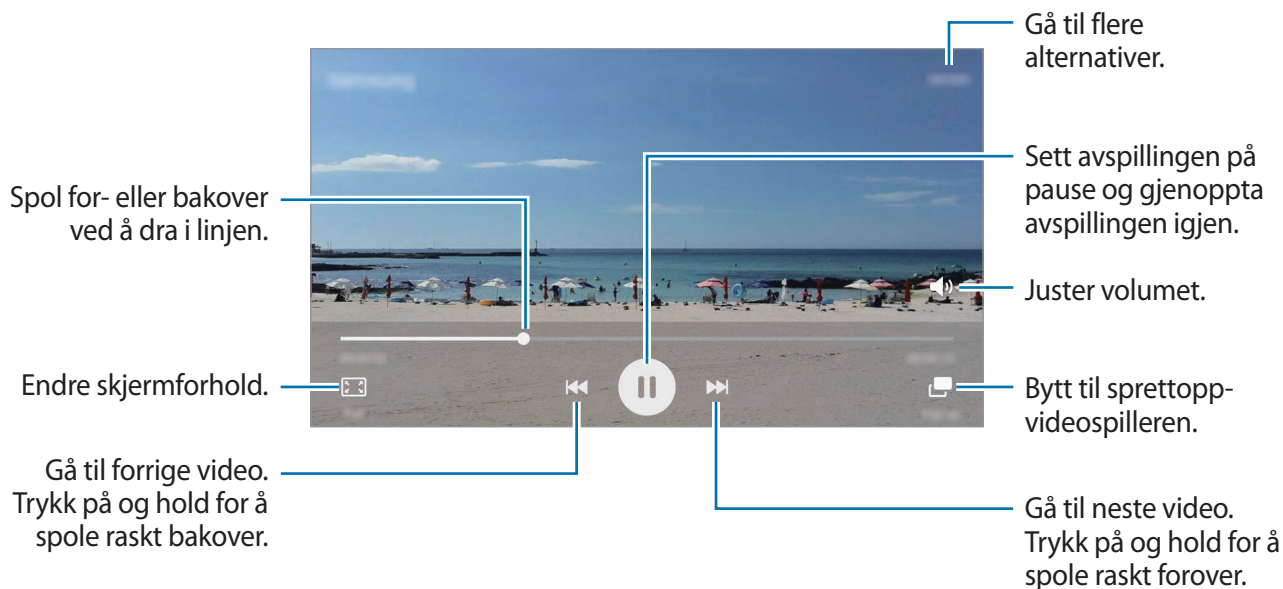 Gå til flere
alternativer.
Sett avspillingen på
pause og gjenoppta
avspillingen igjen.
Spol for- eller bakover
ved å dra i linjen.
Juster volumet.
Endre skjermforhold.
Bytt til sprettopp-
videospilleren.
Gå til forrige video.
Trykk på og hold for å
spole raskt bakover.
Gå til neste video.
Trykk på og hold for å
spole raskt forover.